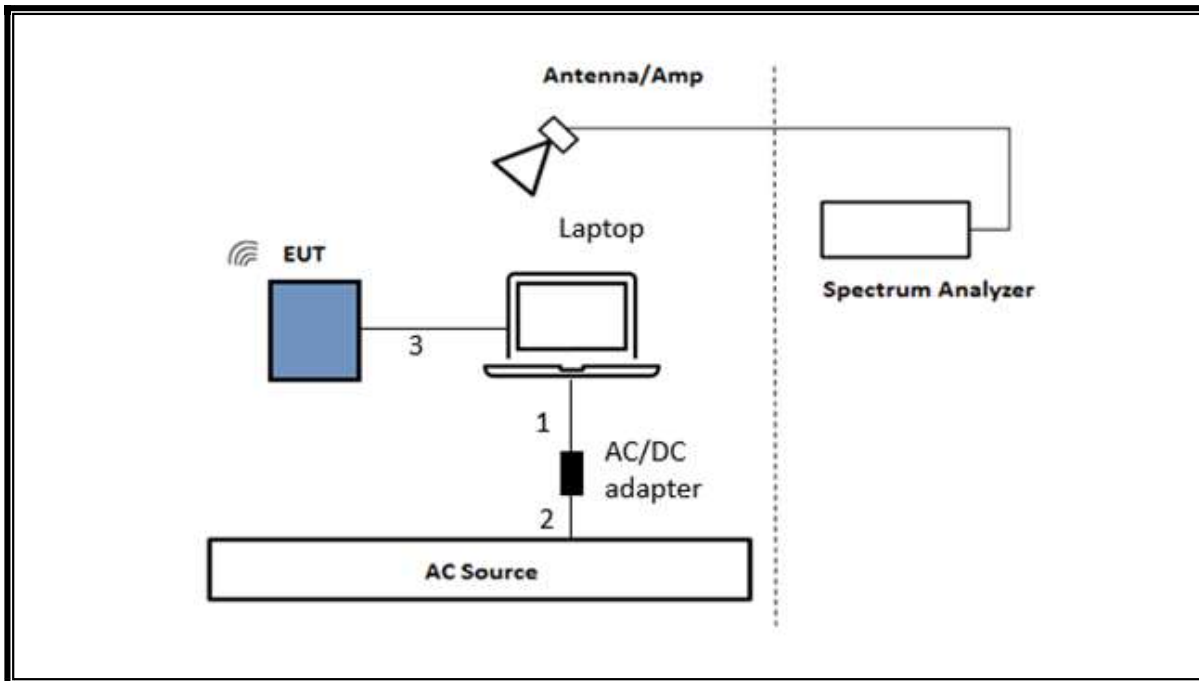 Antenna/Amp
Laptop
EUT
Spectrum Analyzer
3
1
AC/DC
adapter
2
AC Source